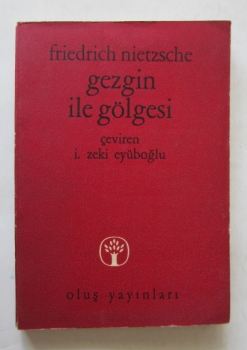 friedrich nietzsche
gezgin
ile gölgesi
çeviren
i. zeki eyüboğlu
oluş yayınları